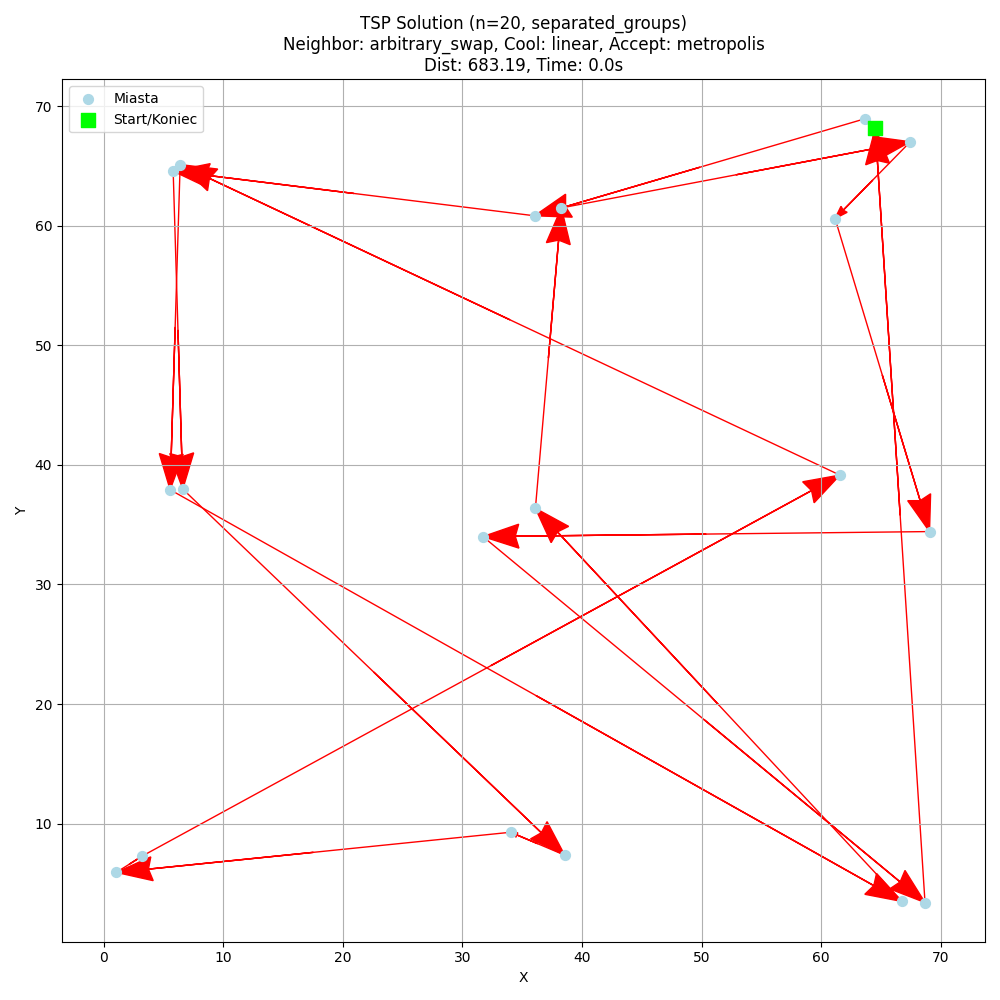 TSP Solution (n=20, separated_groups)
Neighbor: arbitrary_swap, Cool: linear, Accept: metropolis
Dist: 683.19, Time: 0.0s
Miasta
Start/Koniec
70
60
50
40
30
20
10
Y
0 10 20 30 40 50 60 70
X